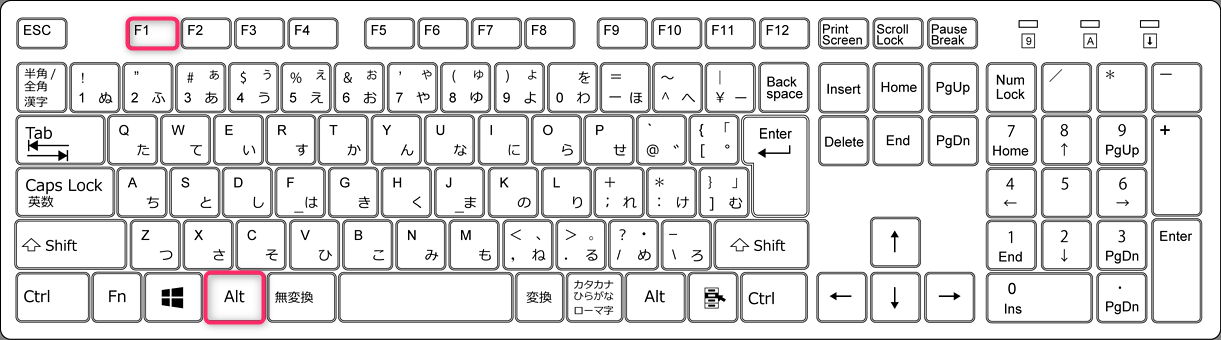 ESC F1 F2 F3 F4 F5 F6 F7 F8 F9 F10 F11 F12 Print Screen Scroll Lock Pause Break 9 A ↓
半角/全角 漢字 ! 1 ぬ " 2 ふ # ぁ 3 あ $ ぅ 4 う % ぇ 5 え & ぉ 6 お ' ゃ 7 や ( ゅ 8 ゆ ) ょ 9 よ を 0 わ = ー ほ ～ ^ へ | ¥ ー Back space Insert Home PgUp Num Lock ／ ＊ －
Tab Q た W て E い R す T か Y ん U な I に O ら P せ ` @ ゛ { 「 [ ° Enter Delete End PgDn 7 Home 8 ↑ 9 PgUp +
Caps Lock 英数 A ち S と D し F _ は G き H く J _ ま K の L り + ; れ * : け } 」 ] む 4 ← 5 6 →
Shift Z つ X さ C そ V ひ B こ N み M も < 、 , ね > 。 . る ? ・ / め _ \ ろ Shift ↑ 1 End 2 ↓ 3 PgDn Enter
Ctrl Fn Alt 無変換 変換 カタカナ ひらがな ローマ字 Alt Ctrl ← ↓ → 0 Ins . PgDn